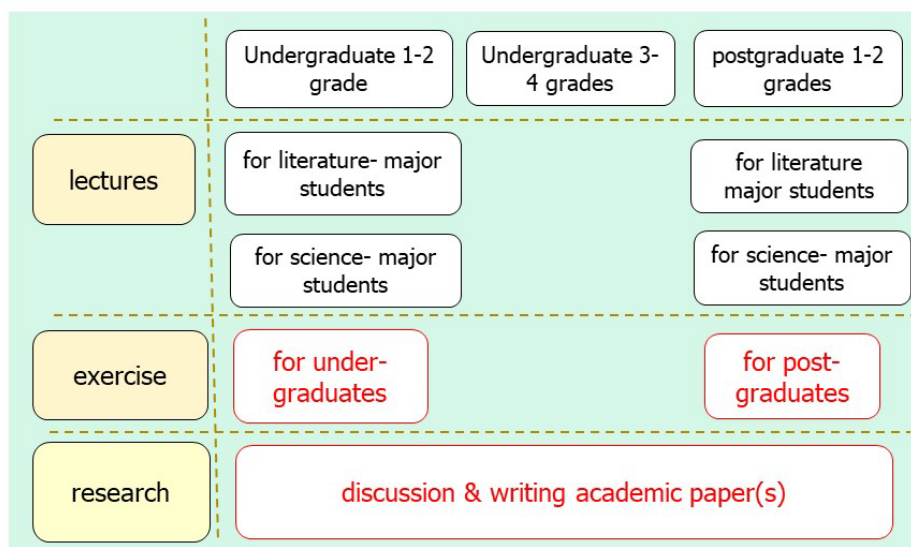 Undergraduate 1-2
grade
Undergraduate 3-
4 grades
postgraduate 1-2
grades
lectures
for literature- major
students
for literature
major students
for science- major
students
for science- major
students
exercise
for under-
graduates
for post-
graduates
research
discussion & writing academic paper(s)